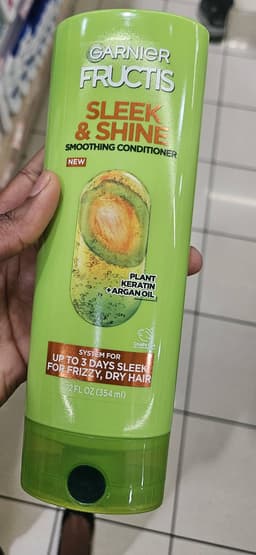 GARNIER
FRUCTIS
SLEEK
& SHINE
SMOOTHING CONDITIONER
NEW
PLANT
KERATIN
+ARGAN OIL
SYSTEM FOR
UP TO 3 DAYS SLEEK
FOR FRIZZY, DRY HAIR
12 FL OZ (354 ml)